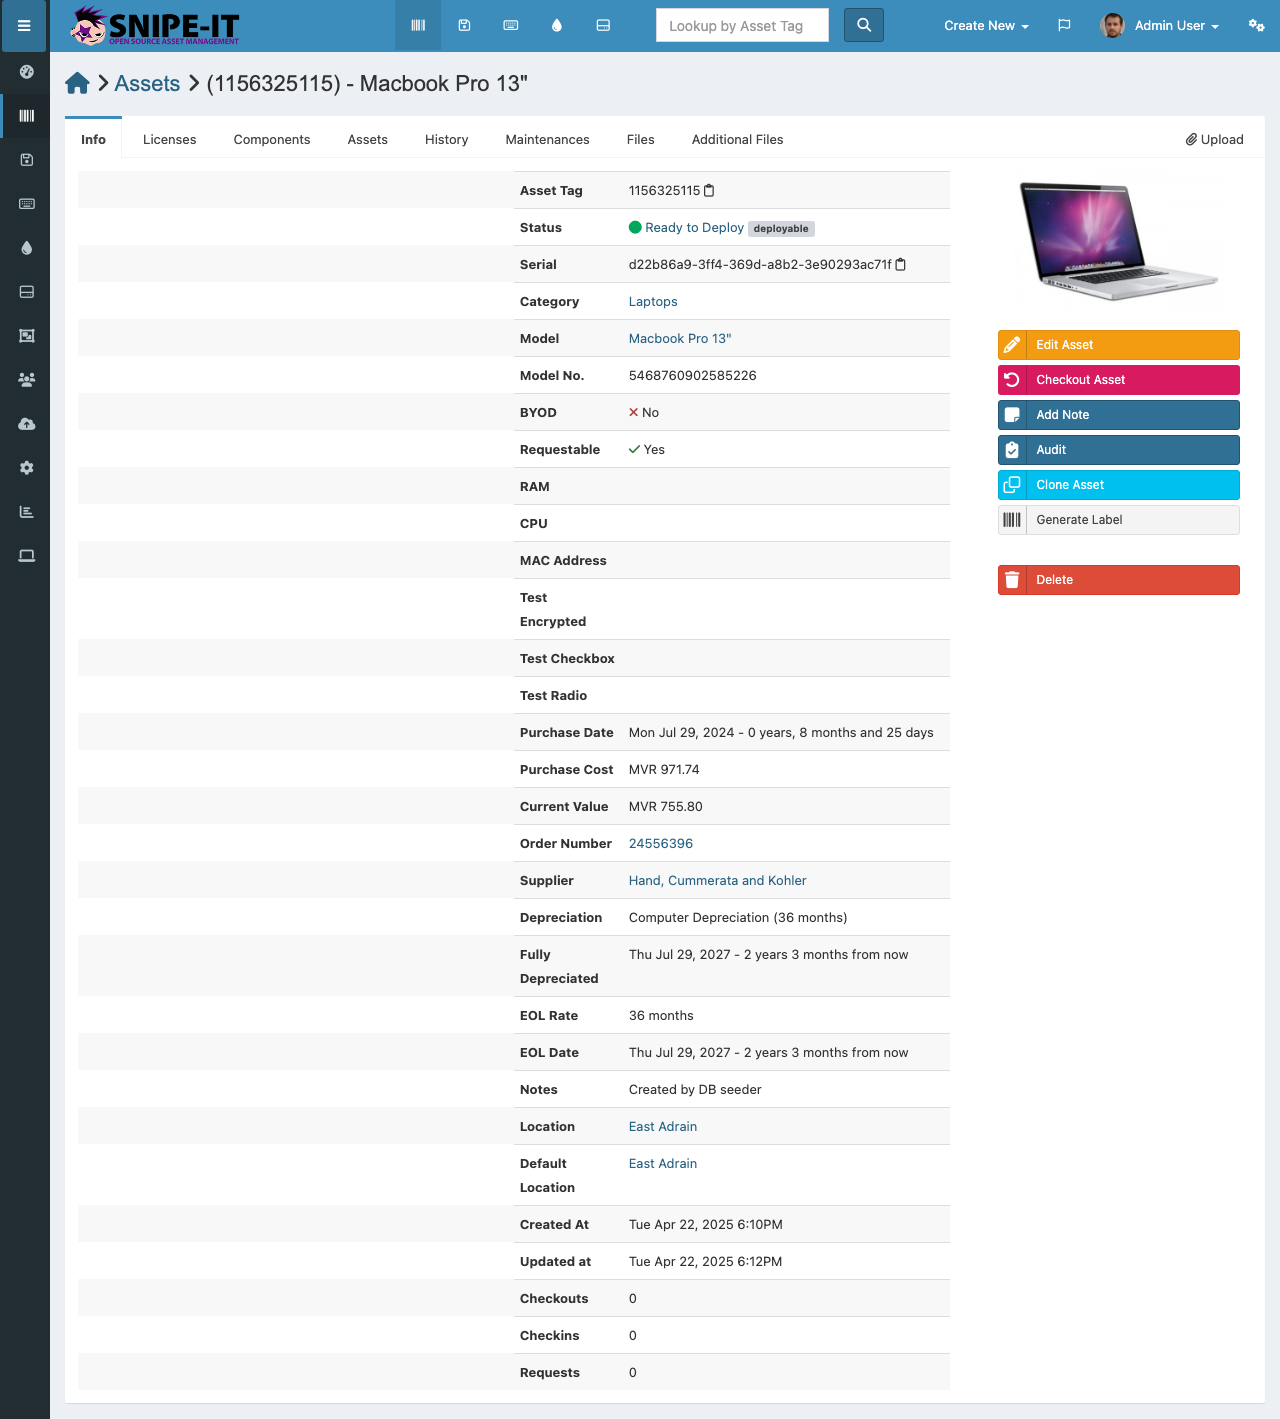 SNIPE-IT
OPEN SOURCE ASSET MANAGEMENT
Lookup by Asset Tag
Create New
Admin User
Assets
(1156325115) - Macbook Pro 13"
Info
Licenses
Components
Assets
History
Maintenances
Files
Additional Files
Upload
Asset Tag 1156325115
Status Ready to Deploy deployable
Serial d22b86a9-3ff4-369d-a8b2-3e90293ac71f
Category Laptops
Model Macbook Pro 13"
Model No. 5468760902585226
BYOD No
Requestable Yes
RAM
CPU
MAC Address
Test
Encrypted
Test Checkbox
Test Radio
Purchase Date Mon Jul 29, 2024 - 0 years, 8 months and 25 days
Purchase Cost MVR 971.74
Current Value MVR 755.80
Order Number 24556396
Supplier Hand, Cummerata and Kohler
Depreciation Computer Depreciation (36 months)
Fully Thu Jul 29, 2027 - 2 years 3 months from now
Depreciated
EOL Rate 36 months
EOL Date Thu Jul 29, 2027 - 2 years 3 months from now
Notes Created by DB seeder
Location East Adrain
Default East Adrain
Location
Created At Tue Apr 22, 2025 6:10PM
Updated at Tue Apr 22, 2025 6:12PM
Checkouts 0
Checkins 0
Requests 0
Edit Asset
Checkout Asset
Add Note
Audit
Clone Asset
Generate Label
Delete